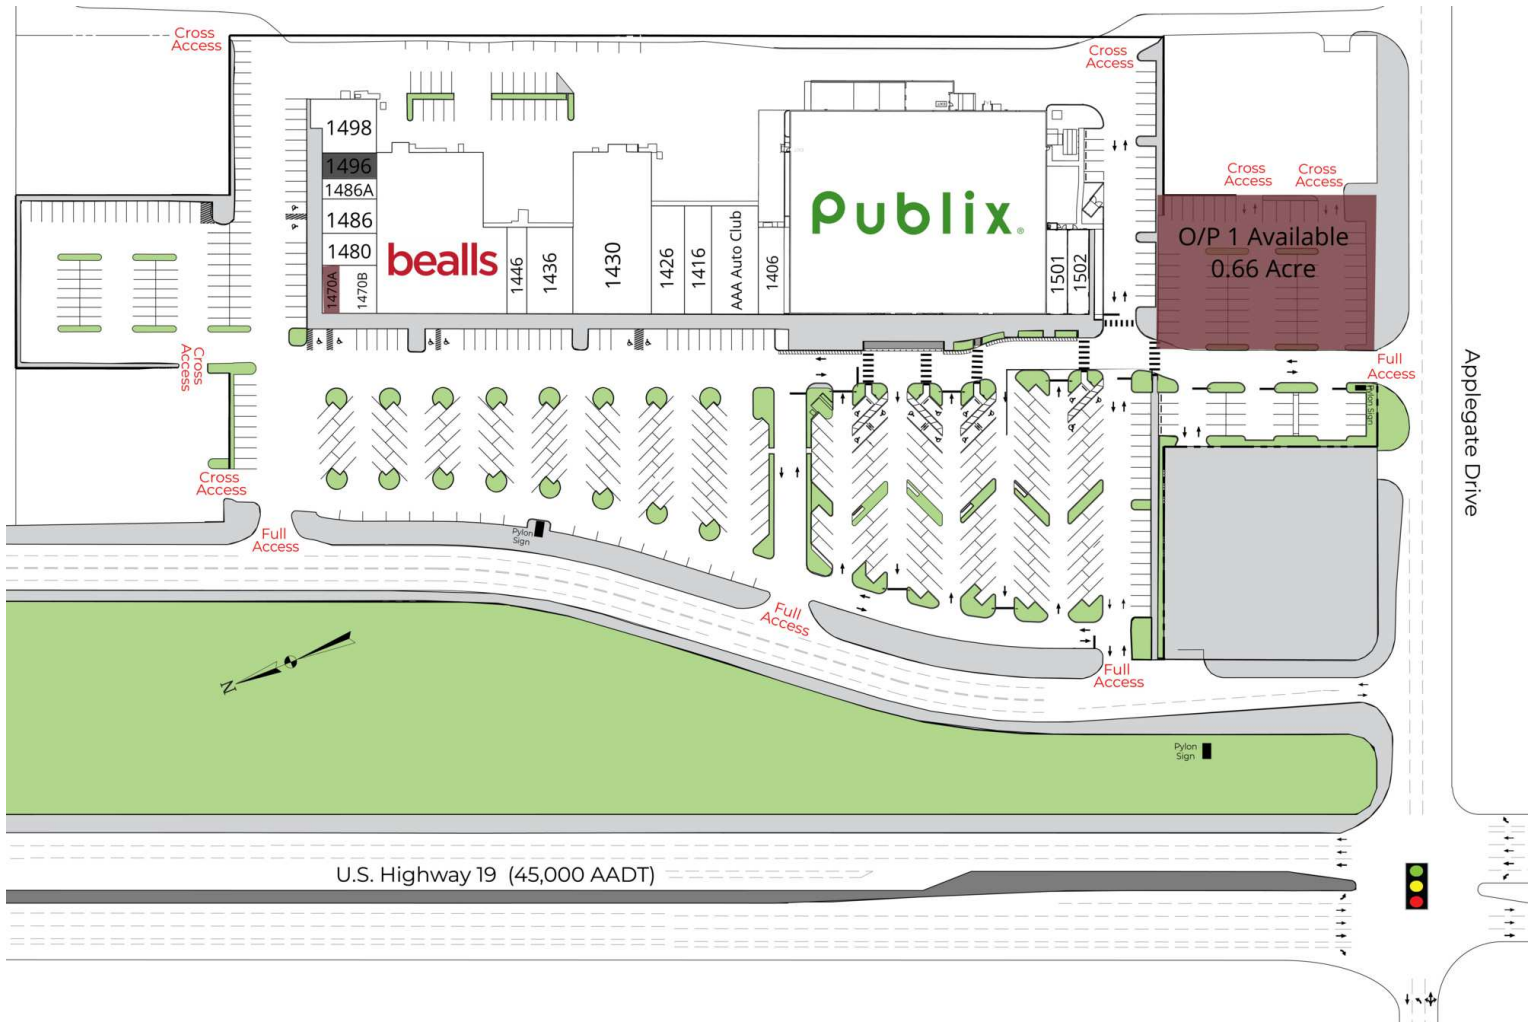 Cross
Access
Cross
Access
1498
1496
1486A
1486
1480
1470A
1470B
bealls
1446
1436
1430
1426
1416
AAA Auto Club
1406
Publix®
1501
1502
Cross
Access
Cross
Access
O/P 1 Available
0.66 Acre
Cross
Access
Full
Access
Pylon Sign
Applegate Drive
Cross
Access
Full
Access
Pylon
Sign
Full
Access
Full
Access
N
Pylon
Sign
U.S. Highway 19 (45,000 AADT)